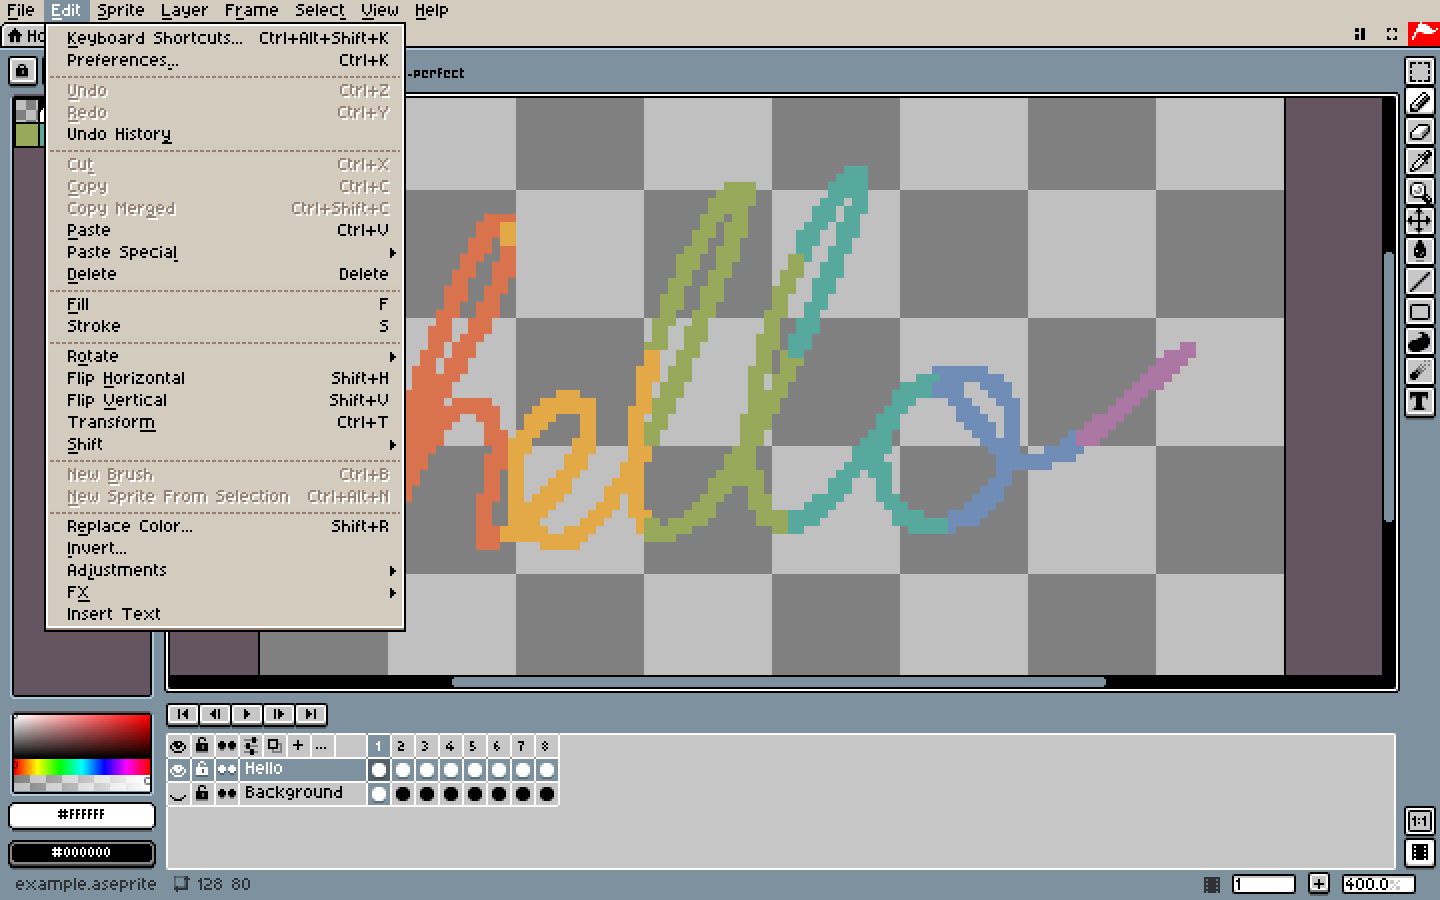 File Edit Sprite Layer Frame Select View Help
Keyboard Shortcuts... Ctrl+Alt+Shift+K
Preferences... Ctrl+K
-perfect
Undo Ctrl+Z
Redo Ctrl+Y
Undo History
Cut Ctrl+X
Copy Ctrl+C
Copy Merged Ctrl+Shift+C
Paste Ctrl+V
Paste Special
Delete Delete
Fill F
Stroke S
Rotate
Flip Horizontal Shift+H
Flip Vertical Shift+V
Transform Ctrl+T
Shift
New Brush Ctrl+B
New Sprite From Selection Ctrl+Alt+N
Replace Color... Shift+R
Invert...
Adjustments
FX
Insert Text
hello
T
1 2 3 4 5 6 7 8
Hello
Background
#FFFFFF
#000000
1:1
example.aseprite 128 80
1 + 400.0%